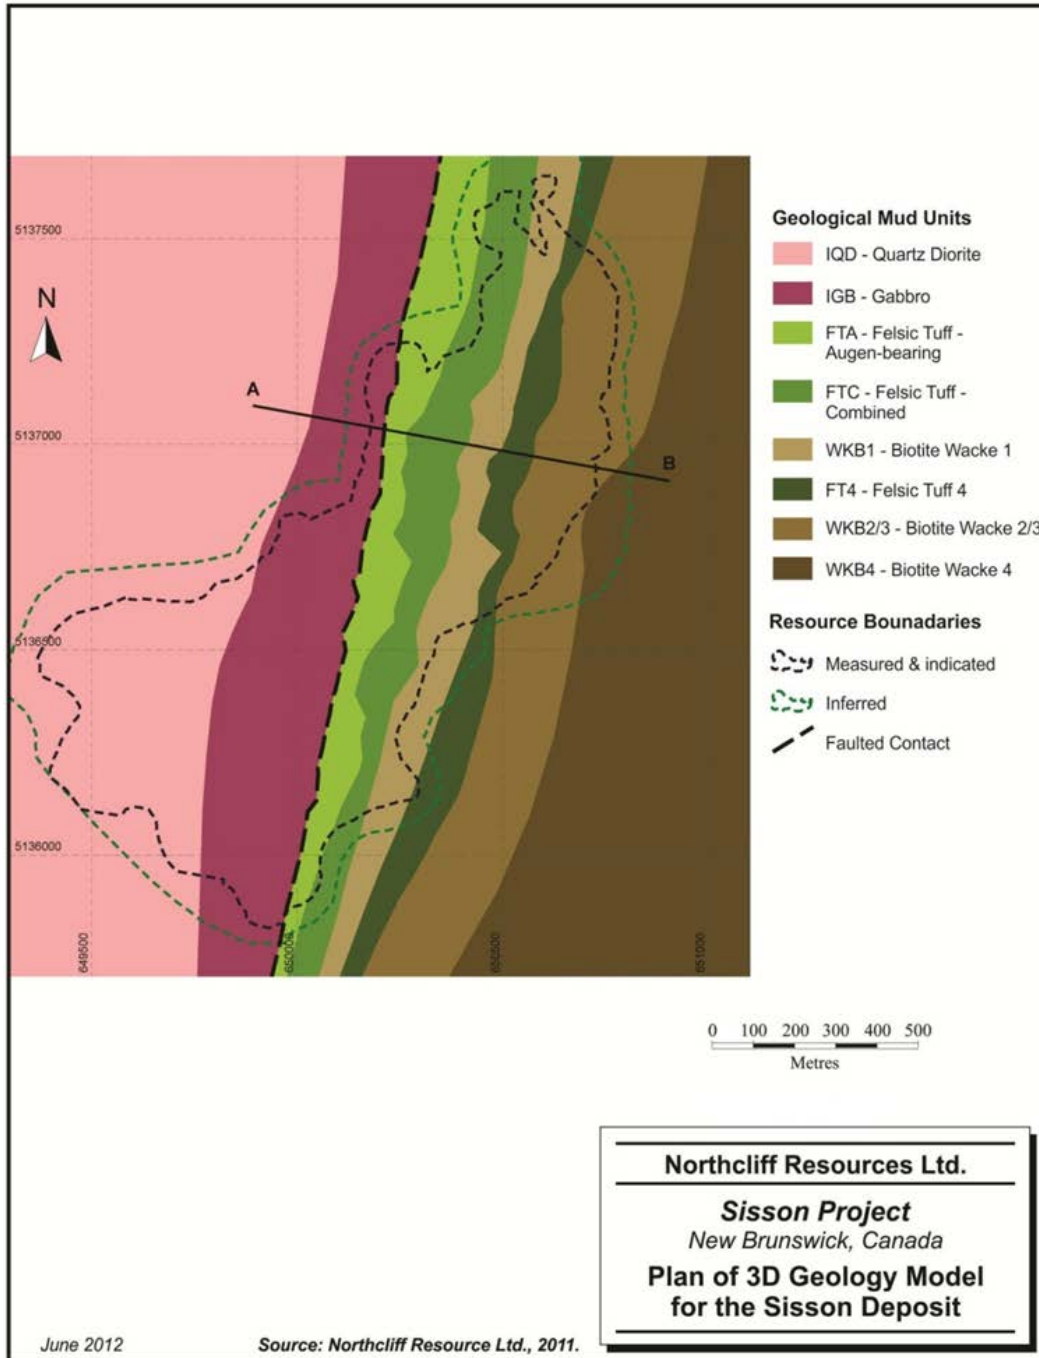 5137500
N
A
5137000
B
5136500
5136000
649500
650000
650500
651000
Geological Mud Units
IQD - Quartz Diorite
IGB - Gabbro
FTA - Felsic Tuff -
Augen-bearing
FTC - Felsic Tuff -
Combined
WKB1 - Biotite Wacke 1
FT4 - Felsic Tuff 4
WKB2/3 - Biotite Wacke 2/3
WKB4 - Biotite Wacke 4
Resource Bounadaries
Measured & indicated
Inferred
Faulted Contact
0 100 200 300 400 500
Metres
Northcliff Resources Ltd.
Sisson Project
New Brunswick, Canada
Plan of 3D Geology Model
for the Sisson Deposit
June 2012
Source: Northcliff Resource Ltd., 2011.